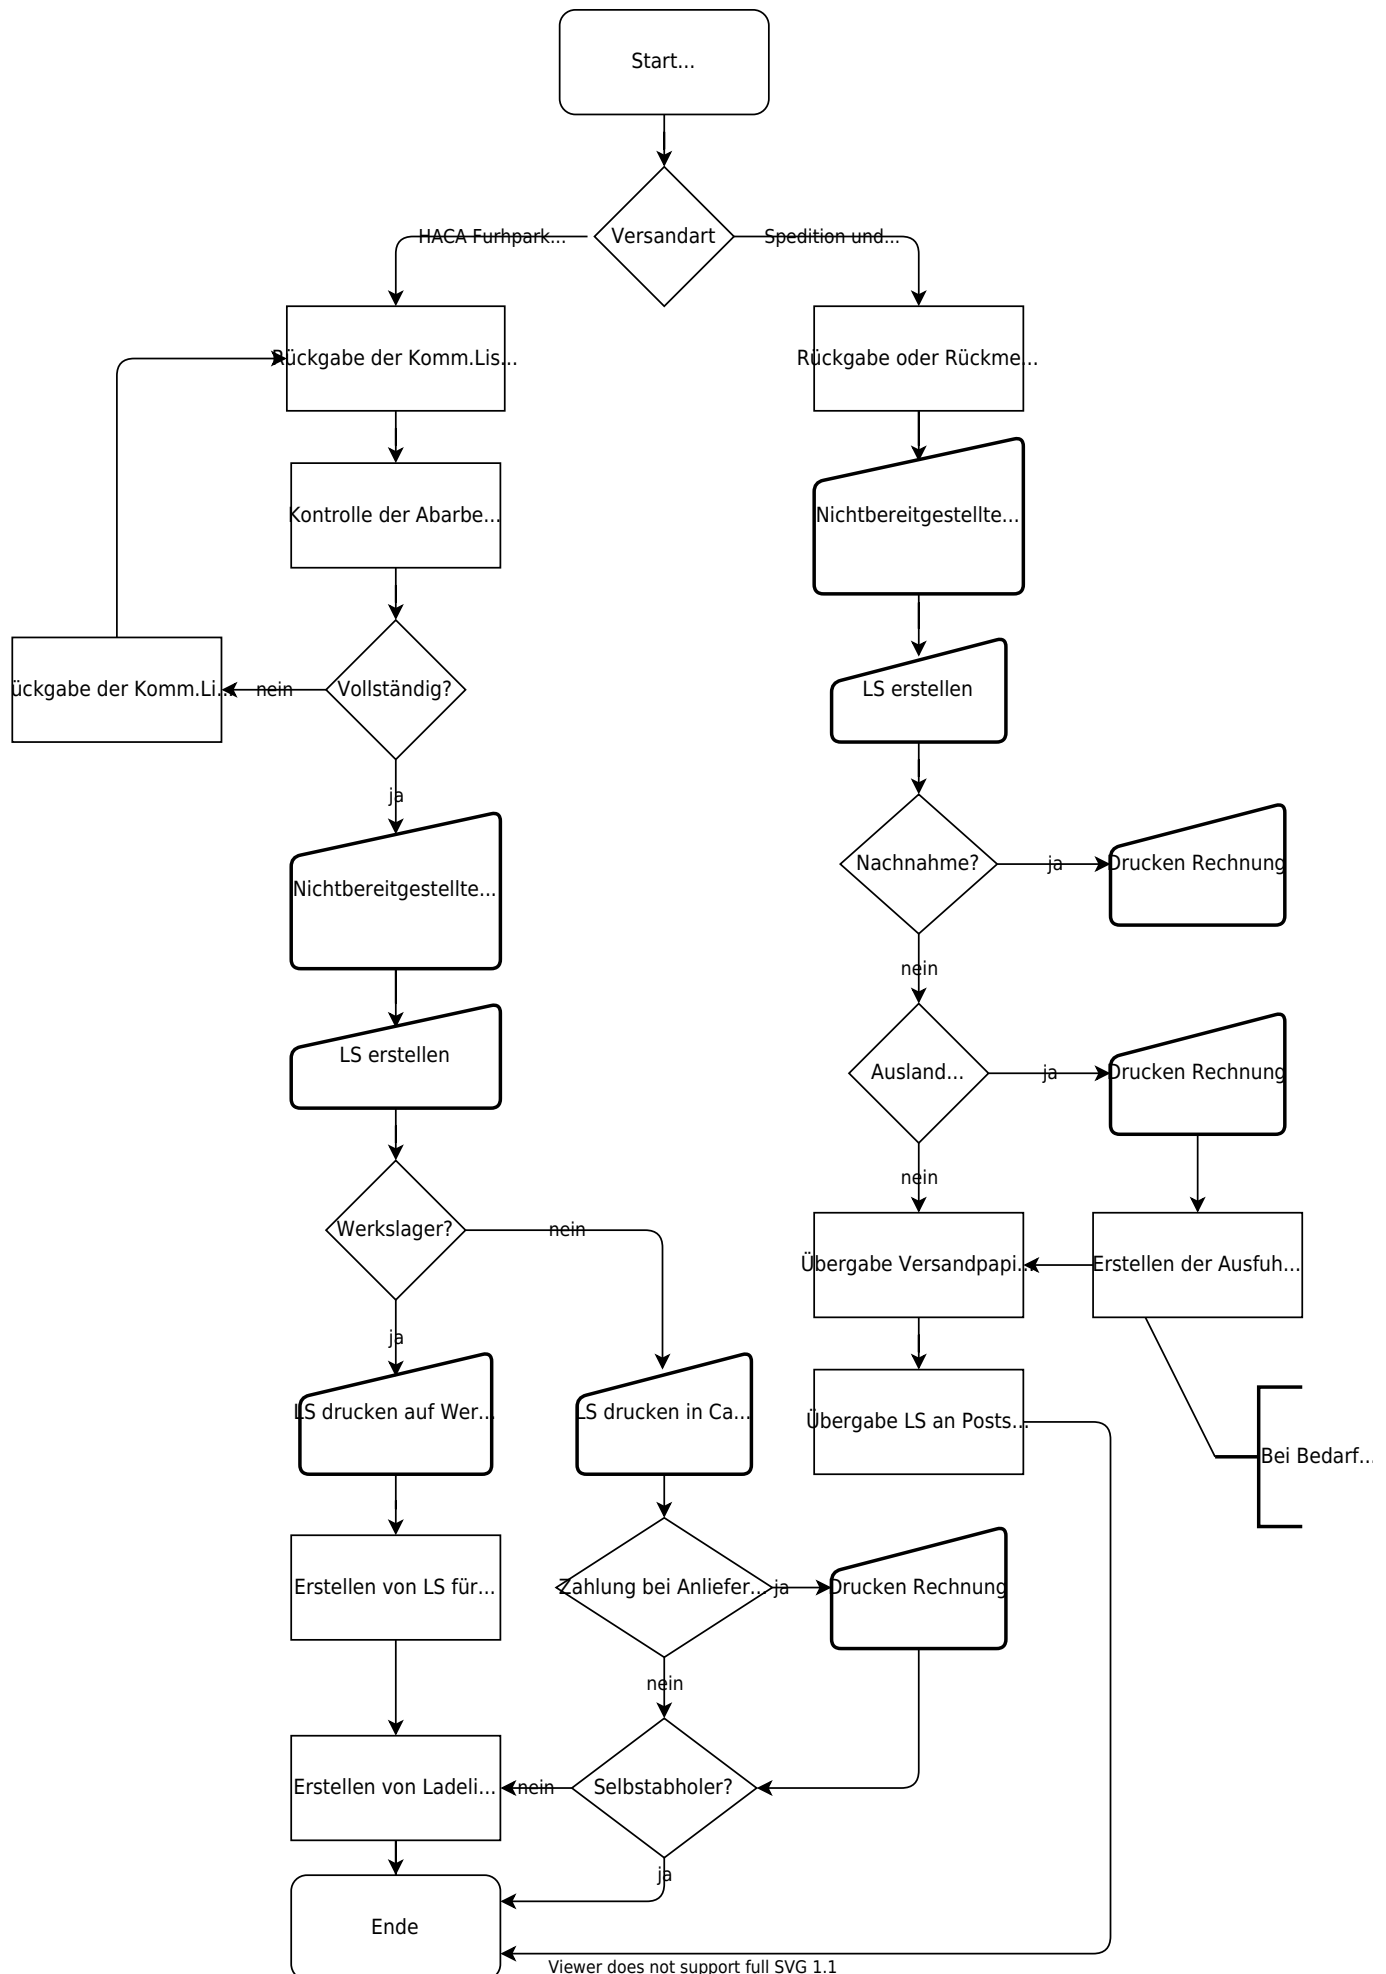 Start...
Versandart
HACA Furhpark...
Spedition und...
Rückgabe der Komm.Lis...
Rückgabe oder Rückme...
Kontrolle der Abarbe...
Nichtbereitgestellte...
Vollständig?
nein
ückgabe der Komm.Li...
LS erstellen
ja
Nichtbereitgestellte...
Nachnahme?
ja
Drucken Rechnung
nein
LS erstellen
Ausland...
ja
Drucken Rechnung
nein
Werkslager?
nein
Übergabe Versandpapi...
Erstellen der Ausfuh...
ja
LS drucken auf Wer...
LS drucken in Ca...
Übergabe LS an Posts...
Bei Bedarf...
Erstellen von LS für...
Zahlung bei Anliefer...
ja
Drucken Rechnung
nein
Erstellen von Ladeli...
nein
Selbstabholer?
ja
Ende
Viewer does not support full SVG 1.1